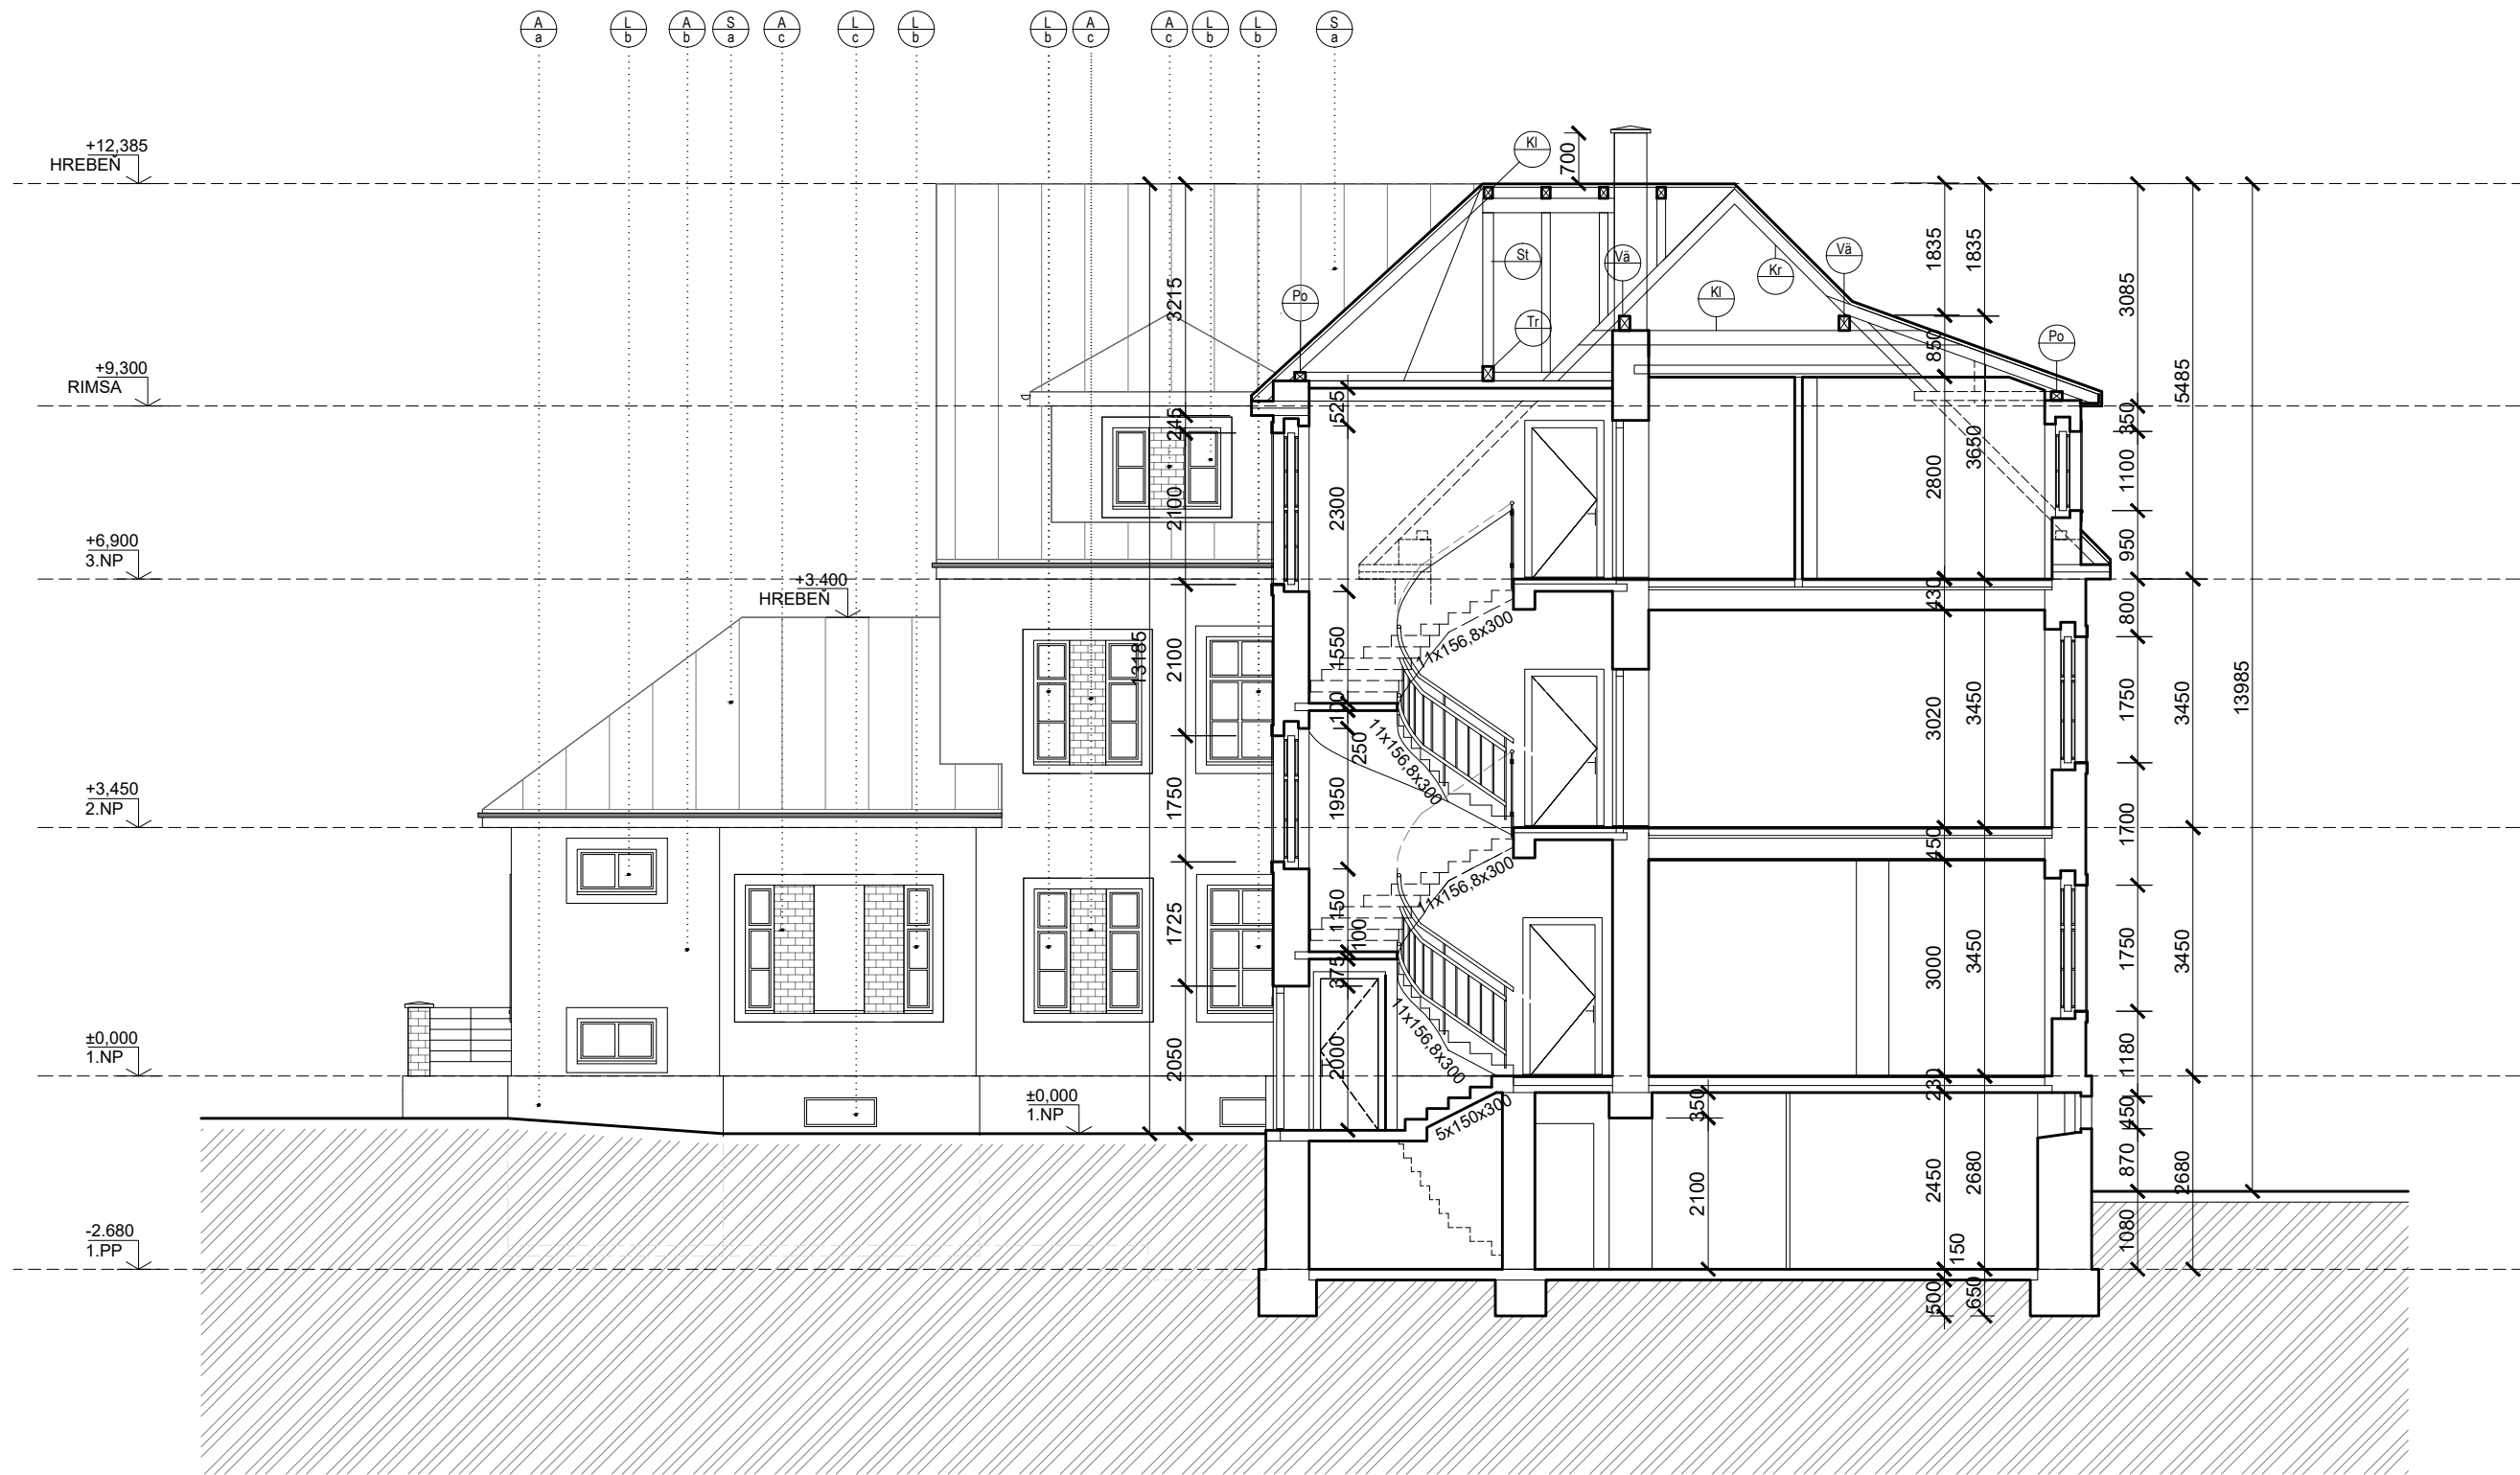 A
a
L
b
A
b
S
a
A
c
L
c
L
b
L
b
A
c
A
c
L
b
L
b
S
a
+12,385
HREBEŇ
+9,300
RIMSA
+6,900
3.NP
+3.400
HREBEŇ
+3,450
2.NP
±0,000
1.NP
±0,000
1.NP
-2.680
1.PP
Kl
700
St
Vä
Kl
Kr
Vä
Po
Tr
Po
13185
3215
245
2100
2100
1750
1725
2050
525
2300
1550
100
250
1950
1150
100
375
2000
11x156,8x300
11x156,8x300
11x156,8x300
11x156,8x300
5x150x300
350
2100
1835
850
2800
430
3020
450
3000
230
2450
150
500
1835
3650
3450
3450
2680
650
3085
350
1100
950
800
1750
1700
1750
1180
450
870
1080
5485
3450
3450
2680
13985